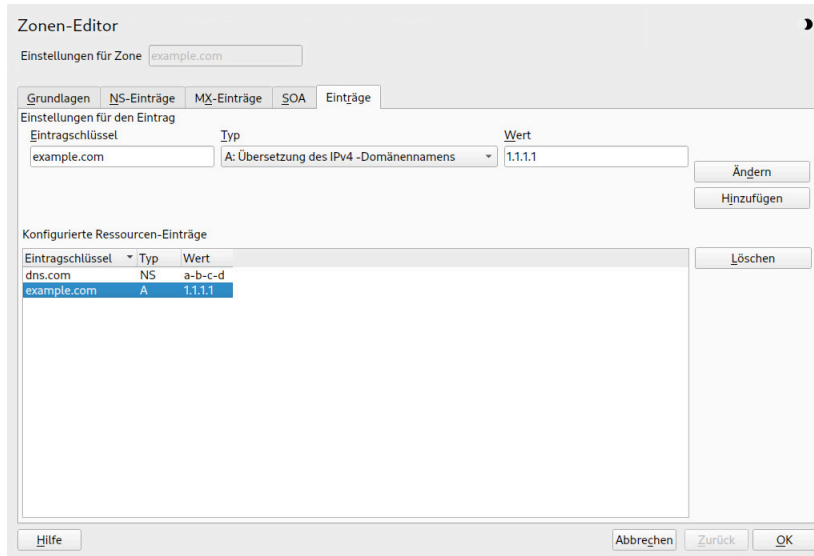 Zonen-Editor
Einstellungen für Zone example.com
Grundlagen NS-Einträge MX-Einträge SOA Einträge
Einstellungen für den Eintrag
Eintragschlüssel Typ Wert
example.com A: Übersetzung des IPv4 -Domänennamens 1.1.1.1
Ändern
Hinzufügen
Konfigurierte Ressourcen-Einträge
Eintragschlüssel Typ Wert Löschen
dns.com NS a-b-c-d
example.com A 1.1.1.1
Hilfe Abbrechen Zurück OK